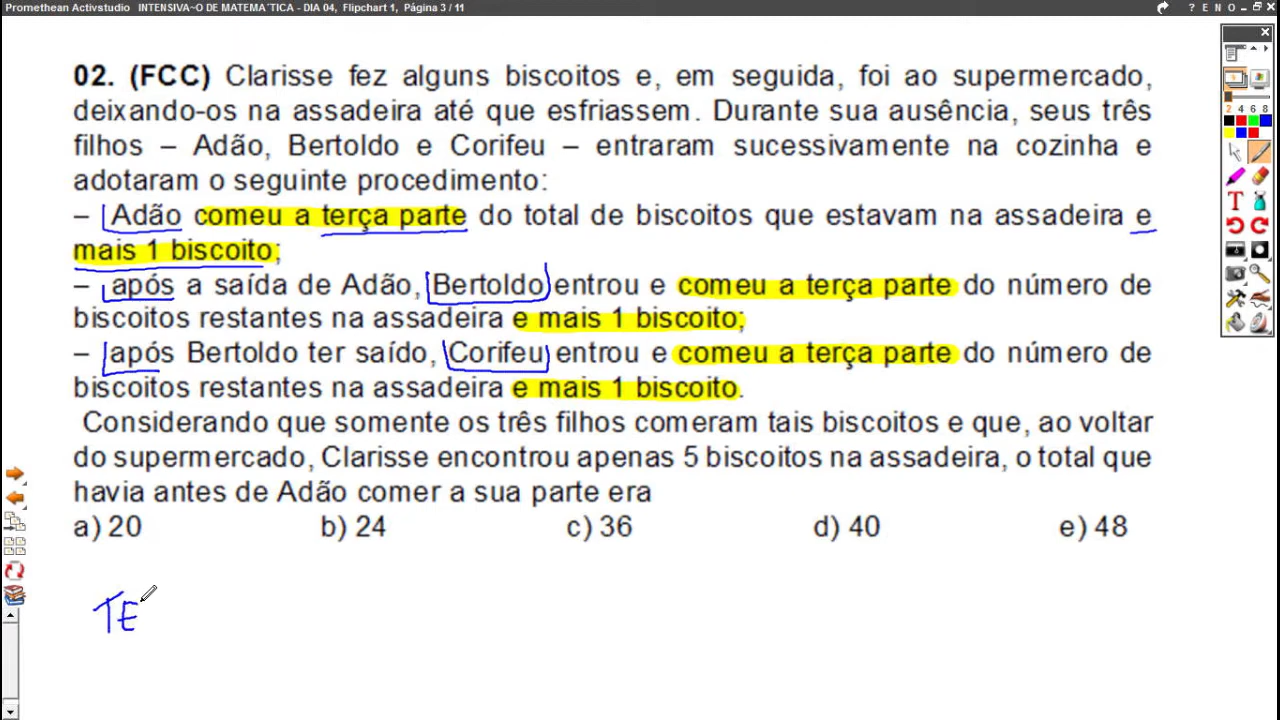 Promethean Activstudio INTENSIVA~O DE MATEMA´TICA - DIA 04, Flipchart 1, Página 3 / 11
? E N O
02. (FCC) Clarisse fez alguns biscoitos e, em seguida, foi ao supermercado,
deixando-os na assadeira até que esfriassem. Durante sua ausência, seus três
filhos – Adão, Bertoldo e Corifeu – entraram sucessivamente na cozinha e
adotaram o seguinte procedimento:
– Adão comeu a terça parte do total de biscoitos que estavam na assadeira e
mais 1 biscoito;
– após a saída de Adão, Bertoldo entrou e comeu a terça parte do número de
biscoitos restantes na assadeira e mais 1 biscoito;
– após Bertoldo ter saído, Corifeu entrou e comeu a terça parte do número de
biscoitos restantes na assadeira e mais 1 biscoito.
Considerando que somente os três filhos comeram tais biscoitos e que, ao voltar
do supermercado, Clarisse encontrou apenas 5 biscoitos na assadeira, o total que
havia antes de Adão comer a sua parte era
a) 20 b) 24 c) 36 d) 40 e) 48
TE
2 4 6 8
T